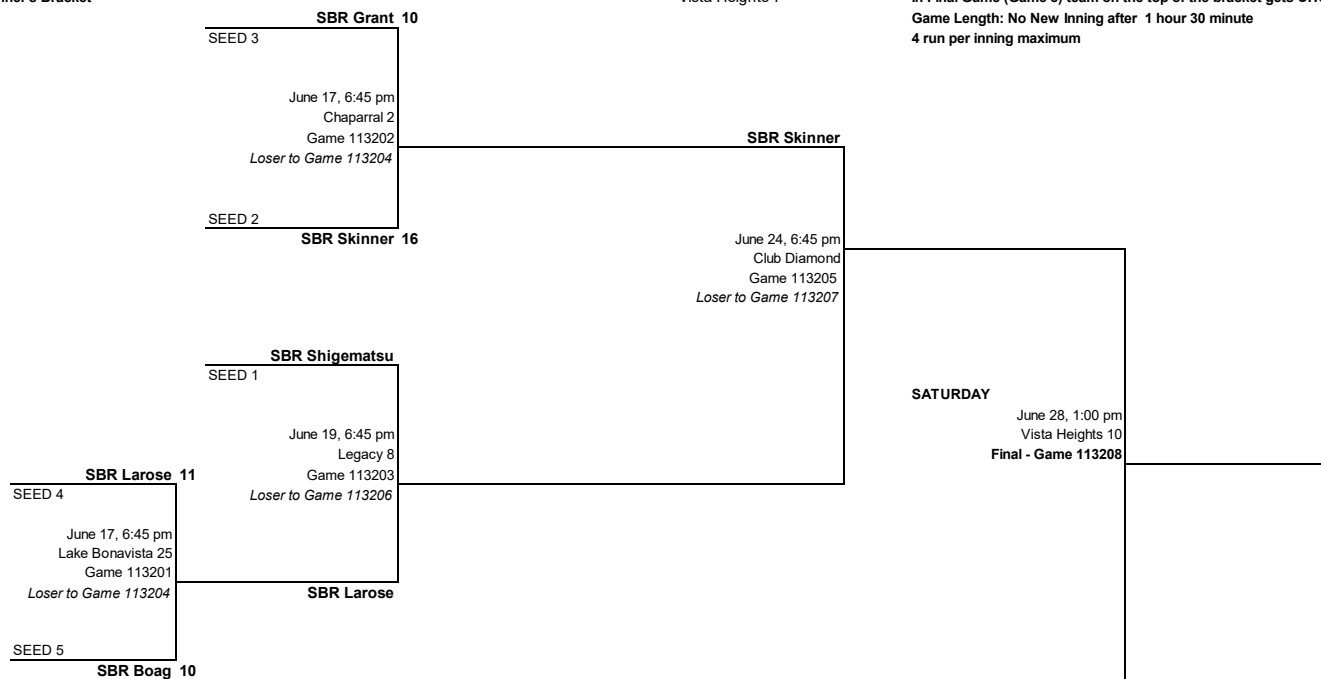 SBR Grant 10
Game Length: No New Inning after 1 hour 30 minute
SEED 3
4 run per inning maximum
June 17, 6:45 pm
Chaparral 2
Game 113202
Loser to Game 113204
SBR Skinner
SEED 2
SBR Skinner 16
June 24, 6:45 pm
Club Diamond
Game 113205
Loser to Game 113207
SBR Shigematsu
SEED 1
SATURDAY
June 28, 1:00 pm
Vista Heights 10
Final - Game 113208
June 19, 6:45 pm
Legacy 8
Game 113203
Loser to Game 113206
SBR Larose 11
SEED 4
June 17, 6:45 pm
Lake Bonavista 25
Game 113201
Loser to Game 113204
SBR Larose
SEED 5
SBR Boag 10